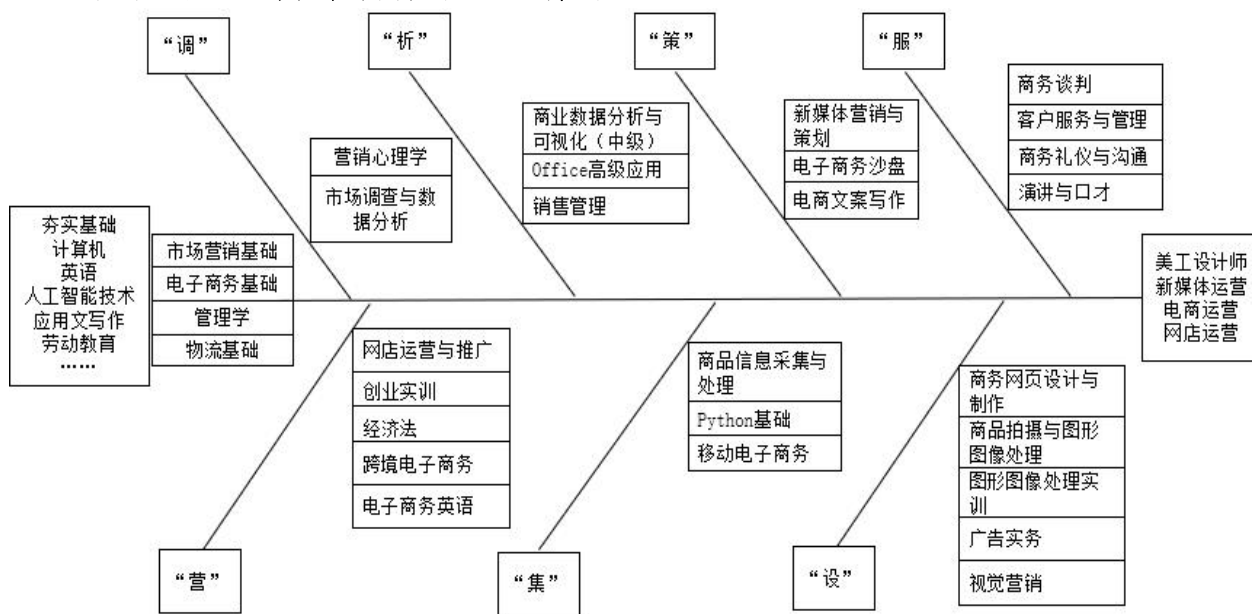 “调”
“析”
“策”
“服”
营销心理学
市场调查与数
据分析
商业数据分析与
可视化（中级）
Office高级应用
销售管理
新媒体营销与
策划
电子商务沙盘
电商文案写作
商务谈判
客户服务与管理
商务礼仪与沟通
演讲与口才
夯实基础
计算机
英语
人工智能技术
应用文写作
劳动教育
……
市场营销基础
电子商务基础
管理学
物流基础
美工设计师
新媒体运营
电商运营
网店运营
网店运营与推广
创业实训
经济法
跨境电子商务
电子商务英语
商品信息采集与
处理
Python基础
移动电子商务
商务网页设计与
制作
商品拍摄与图形
图像处理
图形图像处理实
训
广告实务
视觉营销
“营”
“集”
“设”